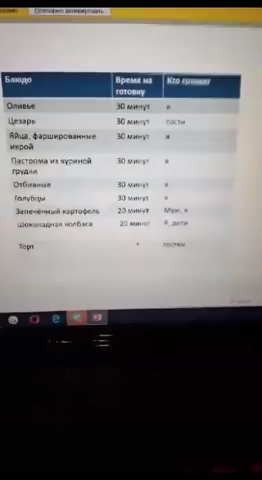 Блюдо Время на готовку Кто готовит
Оливье 30 минут я
Цезарь 30 минут гости
Яйца, фаршированные икрой 30 минут я
Пастрома из куриной грудки 30 минут я
Отбивные 30 минут я
Голубцы 30 минут я
Запечённый картофель 20 минут Муж, я
Шоколадная колбаса 20 минут Я, дети
Торт - гости